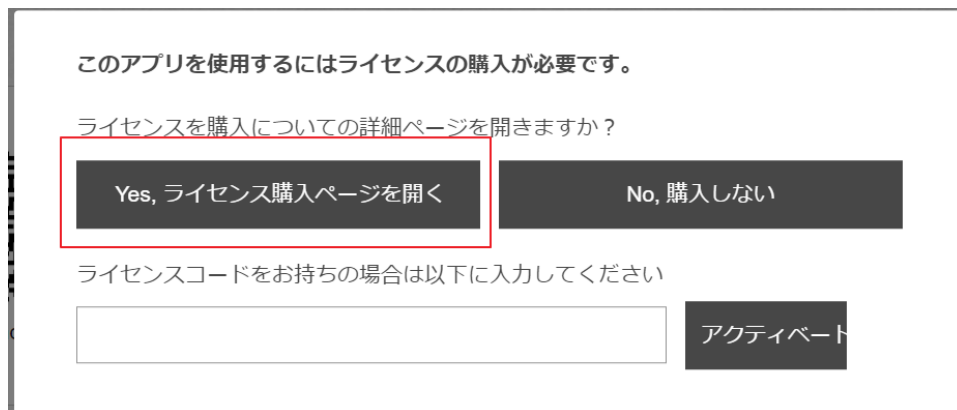 このアプリを使用するにはライセンスの購入が必要です。
ライセンスを購入についての詳細ページを開きますか？
Yes, ライセンス購入ページを開く
No, 購入しない
ライセンスコードをお持ちの場合は以下に入力してください
アクティベート